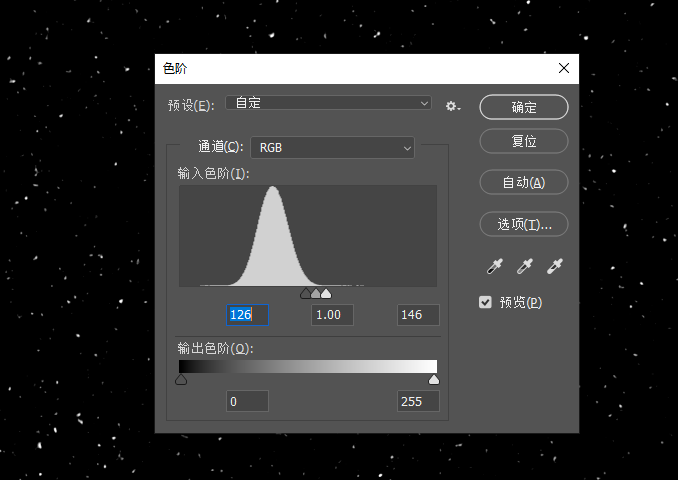 色阶
预设(E): 自定
确定
通道(C): RGB
复位
输入色阶(I):
自动(A)
选项(T)...
预览(P)
126 1.00 146
输出色阶(O):
0 255